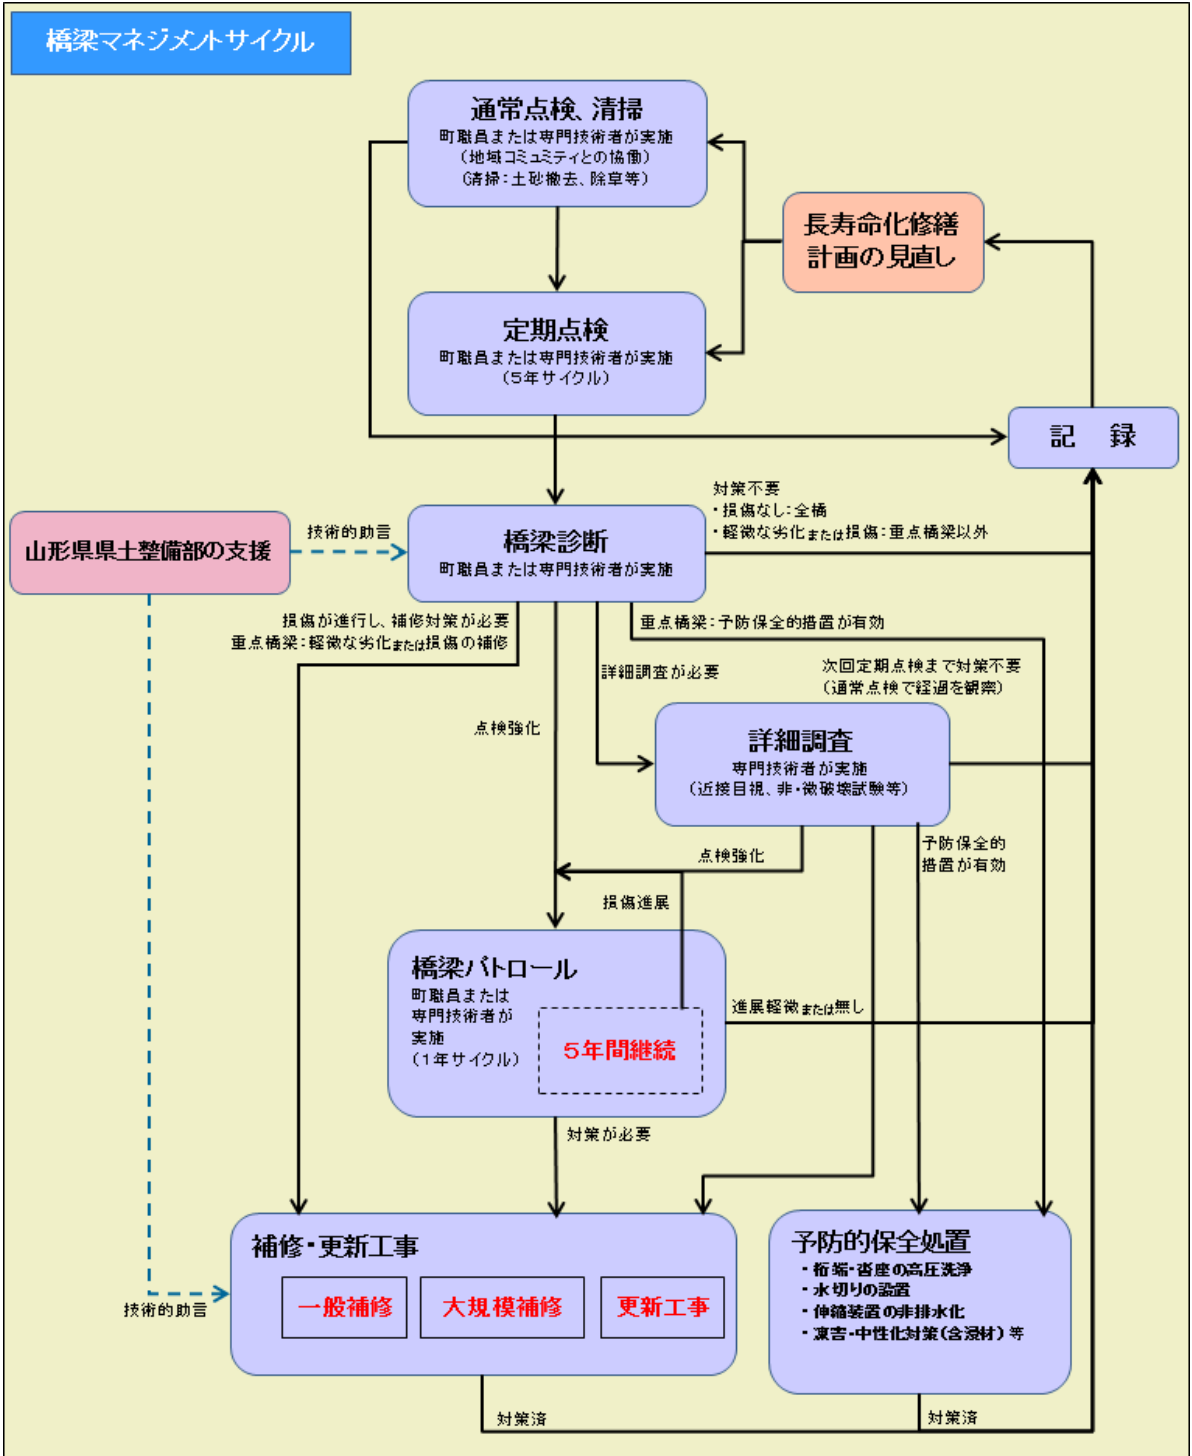 橋梁マネジメントサイクル
通常点検、清掃
町職員または専門技術者が実施
(地域コミュミティとの協働)
(清掃:土砂撤去、除草等)
長寿命化修繕
計画の見直し
定期点検
町職員または専門技術者が実施
(5年サイクル)
記 録
対策不要
・損傷なし:全橋
・軽微な劣化または損傷:重点橋梁以外
山形県県土整備部の支援
技術的助言
橋梁診断
町職員または専門技術者が実施
損傷が進行し、補修対策が必要
重点橋梁:軽微な劣化または損傷の補修
重点橋梁:予防保全的措置が有効
詳細調査が必要
次回定期点検まで対策不要
(通常点検で経過を観察)
点検強化
詳細調査
専門技術者が実施
(近接目視、非・微破壊試験等)
点検強化
予防保全的
措置が有効
損傷進展
橋梁パトロール
町職員または
専門技術者が
実施
(1年サイクル)
5年間継続
進展軽微または無し
対策が必要
補修・更新工事
一般補修
大規模補修
更新工事
技術的助言
予防的保全処置
・桁端・沓座の高圧洗浄
・水切りの設置
・伸縮装置の非排水化
・凍害・中性化対策(含浸材)等
対策済
対策済